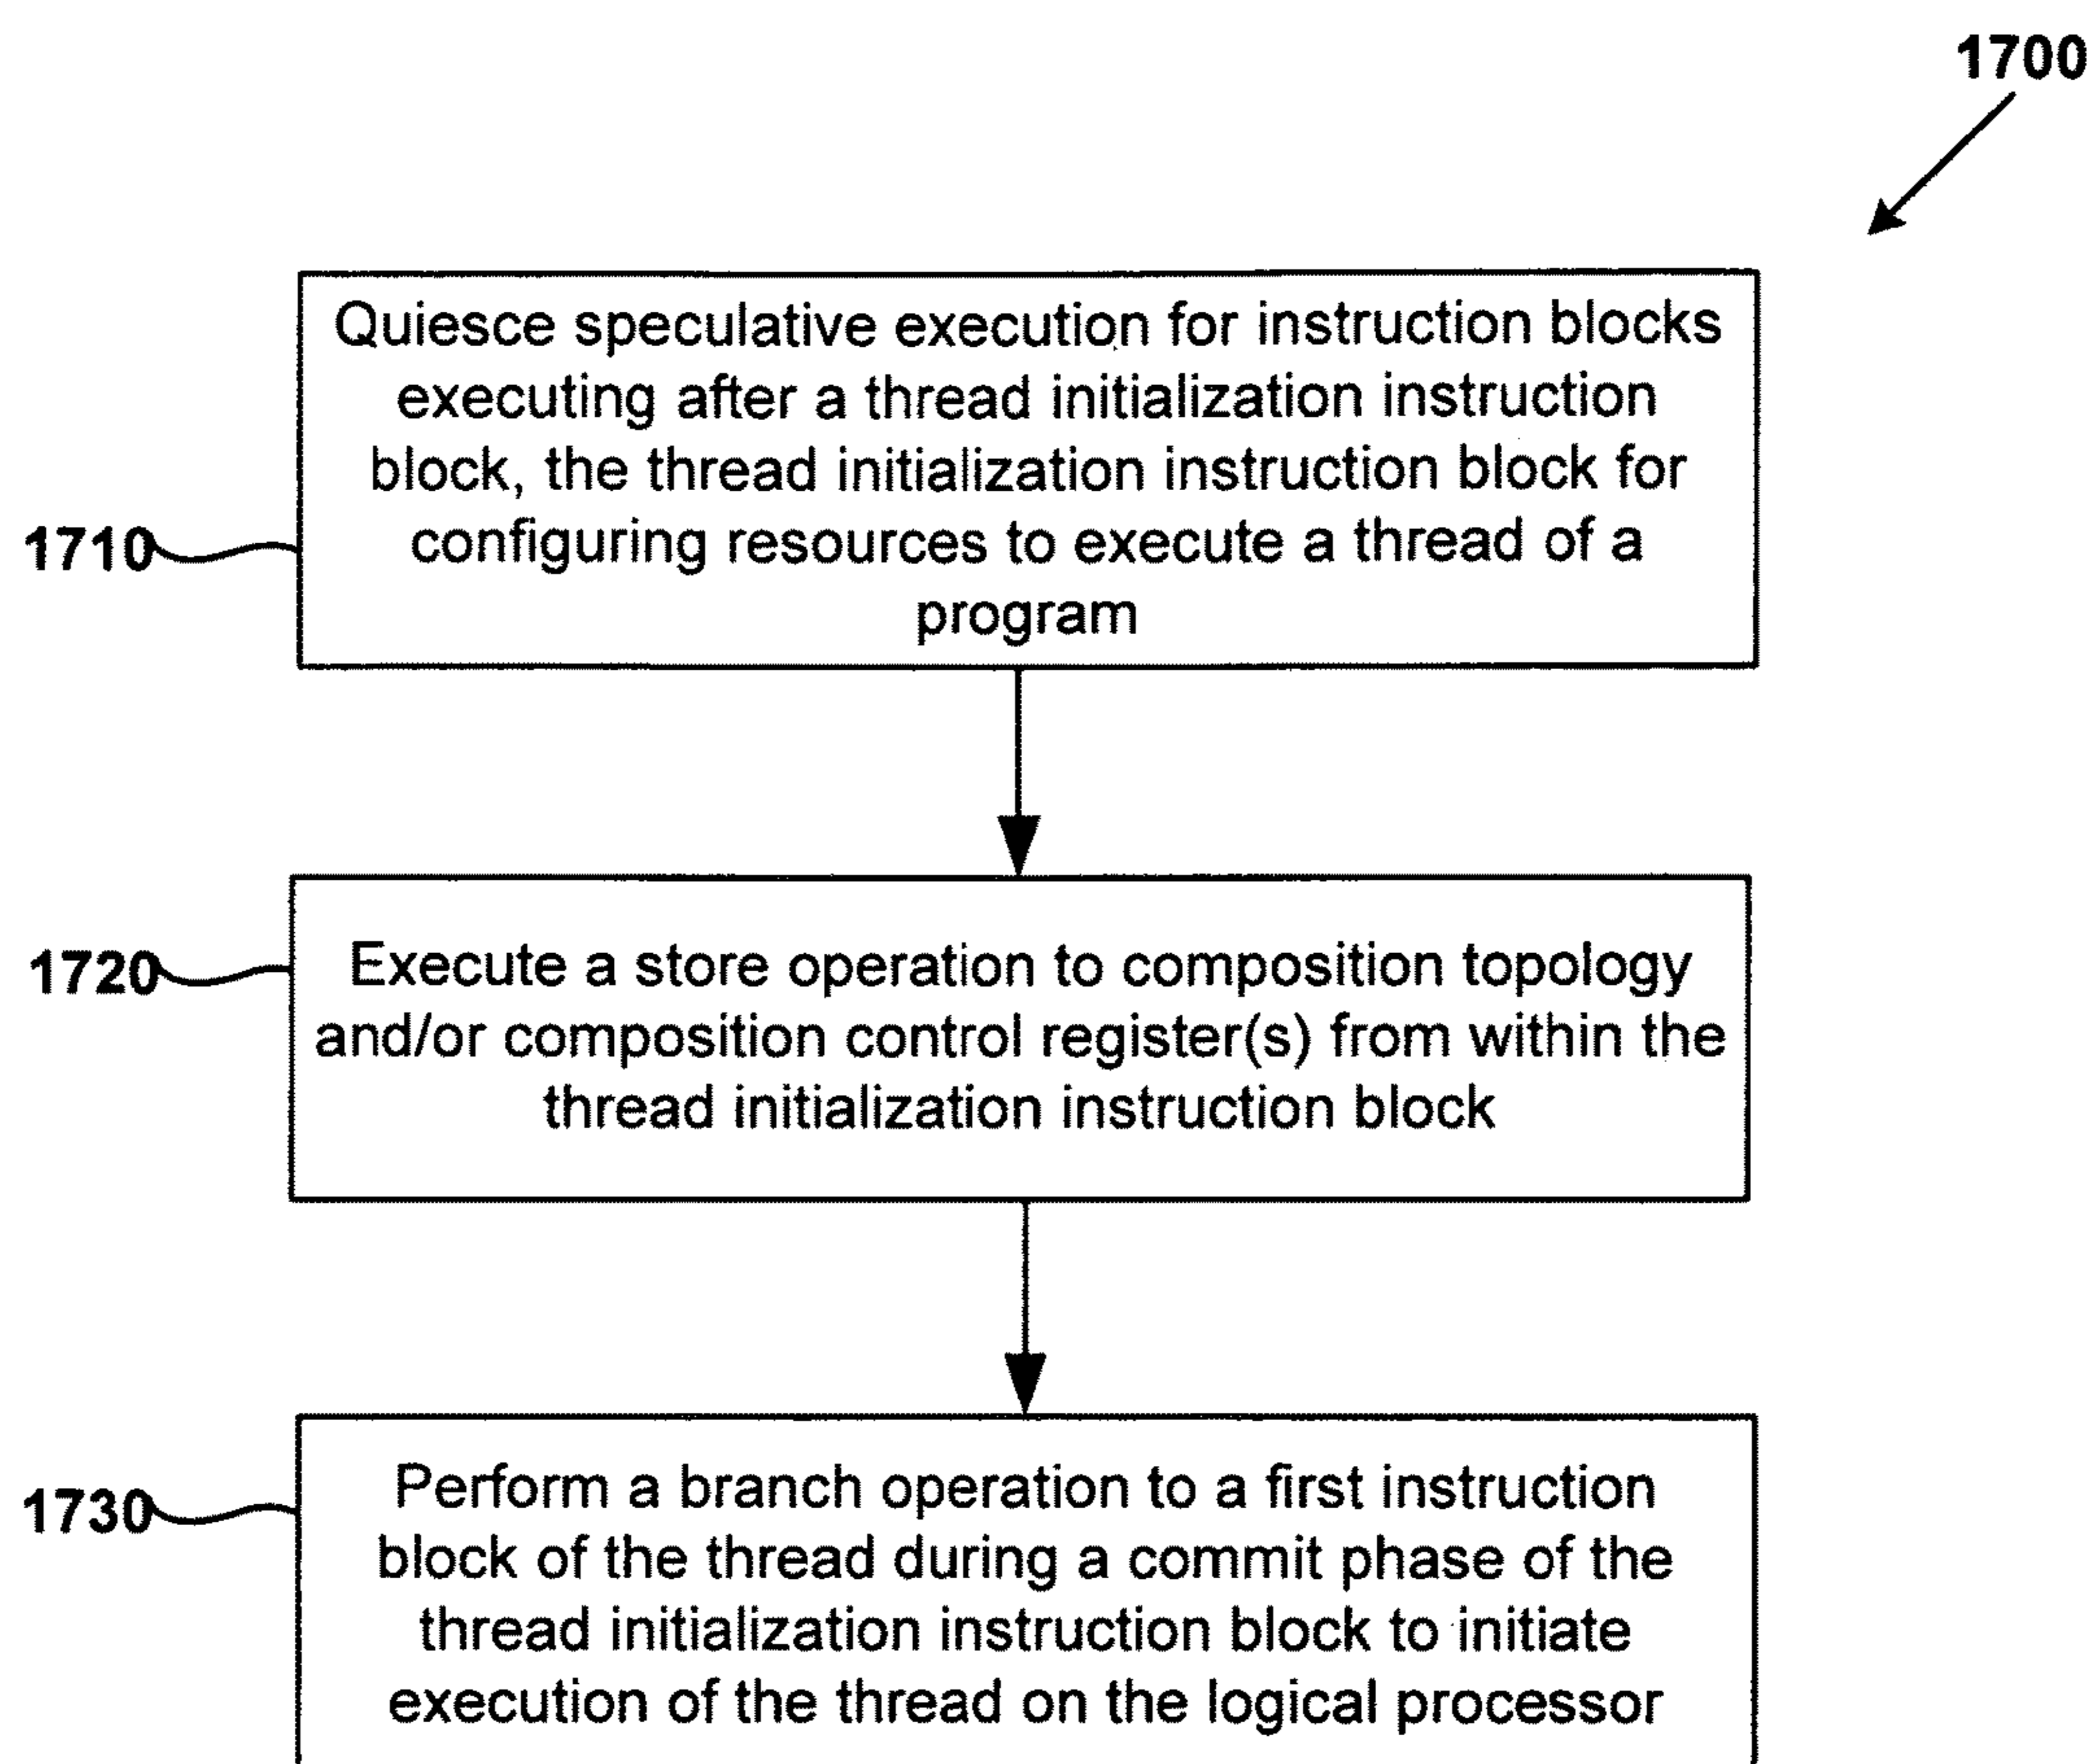 1700
Quiesce speculative execution for instruction blocks
executing after a thread initialization instruction
block, the thread initialization instruction block for
configuring resources to execute a thread of a
program
1710
Execute a store operation to composition topology
and/or composition control register(s) from within the
thread initialization instruction block
1720
Perform a branch operation to a first instruction
block of the thread during a commit phase of the
thread initialization instruction block to initiate
execution of the thread on the logical processor
1730